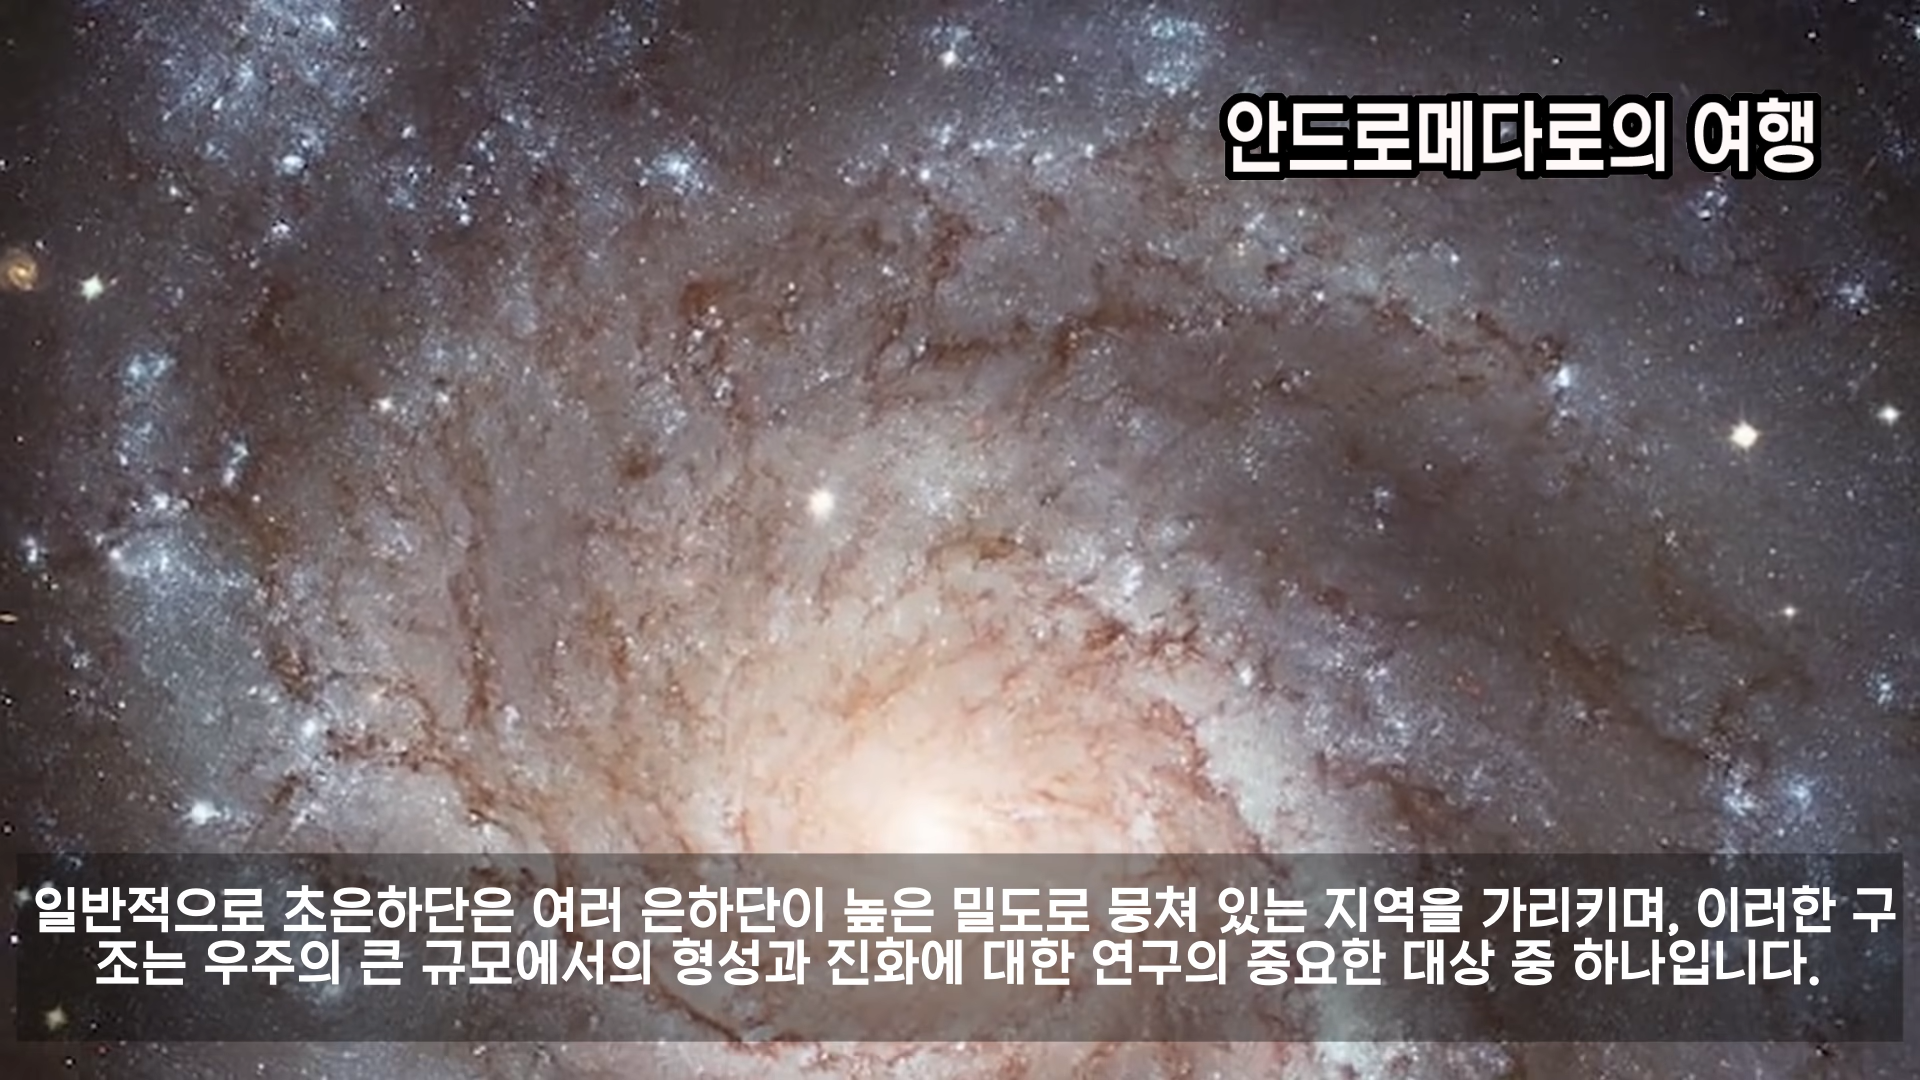 안드로메다로의 여행
일반적으로 초은하단은 여러 은하단이 높은 밀도로 뭉쳐 있는 지역을 가리키며, 이러한 구
조는 우주의 큰 규모에서의 형성과 진화에 대한 연구의 중요한 대상 중 하나입니다.